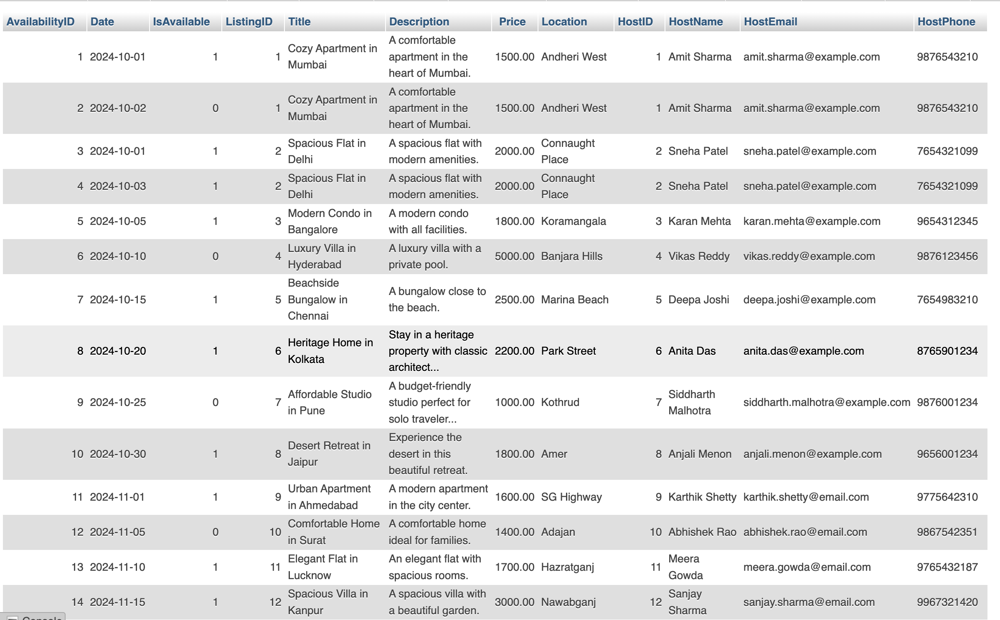 AvailabilityID Date IsAvailable ListingID Title Description Price Location HostID HostName HostEmail HostPhone
1 2024-10-01 1 1 Cozy Apartment in Mumbai A comfortable apartment in the heart of Mumbai. 1500.00 Andheri West 1 Amit Sharma amit.sharma@example.com 9876543210
2 2024-10-02 0 1 Cozy Apartment in Mumbai A comfortable apartment in the heart of Mumbai. 1500.00 Andheri West 1 Amit Sharma amit.sharma@example.com 9876543210
3 2024-10-01 1 2 Spacious Flat in Delhi A spacious flat with modern amenities. 2000.00 Connaught Place 2 Sneha Patel sneha.patel@example.com 7654321099
4 2024-10-03 1 2 Spacious Flat in Delhi A spacious flat with modern amenities. 2000.00 Connaught Place 2 Sneha Patel sneha.patel@example.com 7654321099
5 2024-10-05 1 3 Modern Condo in Bangalore A modern condo with all facilities. 1800.00 Koramangala 3 Karan Mehta karan.mehta@example.com 9654312345
6 2024-10-10 0 4 Luxury Villa in Hyderabad A luxury villa with a private pool. 5000.00 Banjara Hills 4 Vikas Reddy vikas.reddy@example.com 9876123456
7 2024-10-15 1 5 Beachside Bungalow in Chennai A bungalow close to the beach. 2500.00 Marina Beach 5 Deepa Joshi deepa.joshi@example.com 7654983210
8 2024-10-20 1 6 Heritage Home in Kolkata Stay in a heritage property with classic architect... 2200.00 Park Street 6 Anita Das anita.das@example.com 8765901234
9 2024-10-25 0 7 Affordable Studio in Pune A budget-friendly studio perfect for solo traveler... 1000.00 Kothrud 7 Siddharth Malhotra siddharth.malhotra@example.com 9876001234
10 2024-10-30 1 8 Desert Retreat in Jaipur Experience the desert in this beautiful retreat. 1800.00 Amer 8 Anjali Menon anjali.menon@example.com 9656001234
11 2024-11-01 1 9 Urban Apartment in Ahmedabad A modern apartment in the city center. 1600.00 SG Highway 9 Karthik Shetty karthik.shetty@email.com 9775642310
12 2024-11-05 0 10 Comfortable Home in Surat A comfortable home ideal for families. 1400.00 Adajan 10 Abhishek Rao abhishek.rao@email.com 9867542351
13 2024-11-10 1 11 Elegant Flat in Lucknow An elegant flat with spacious rooms. 1700.00 Hazratganj 11 Meera Gowda meera.gowda@email.com 9765432187
14 2024-11-15 1 12 Spacious Villa in Kanpur A spacious villa with a beautiful garden. 3000.00 Nawabganj 12 Sanjay Sharma sanjay.sharma@email.com 9967321420
Console